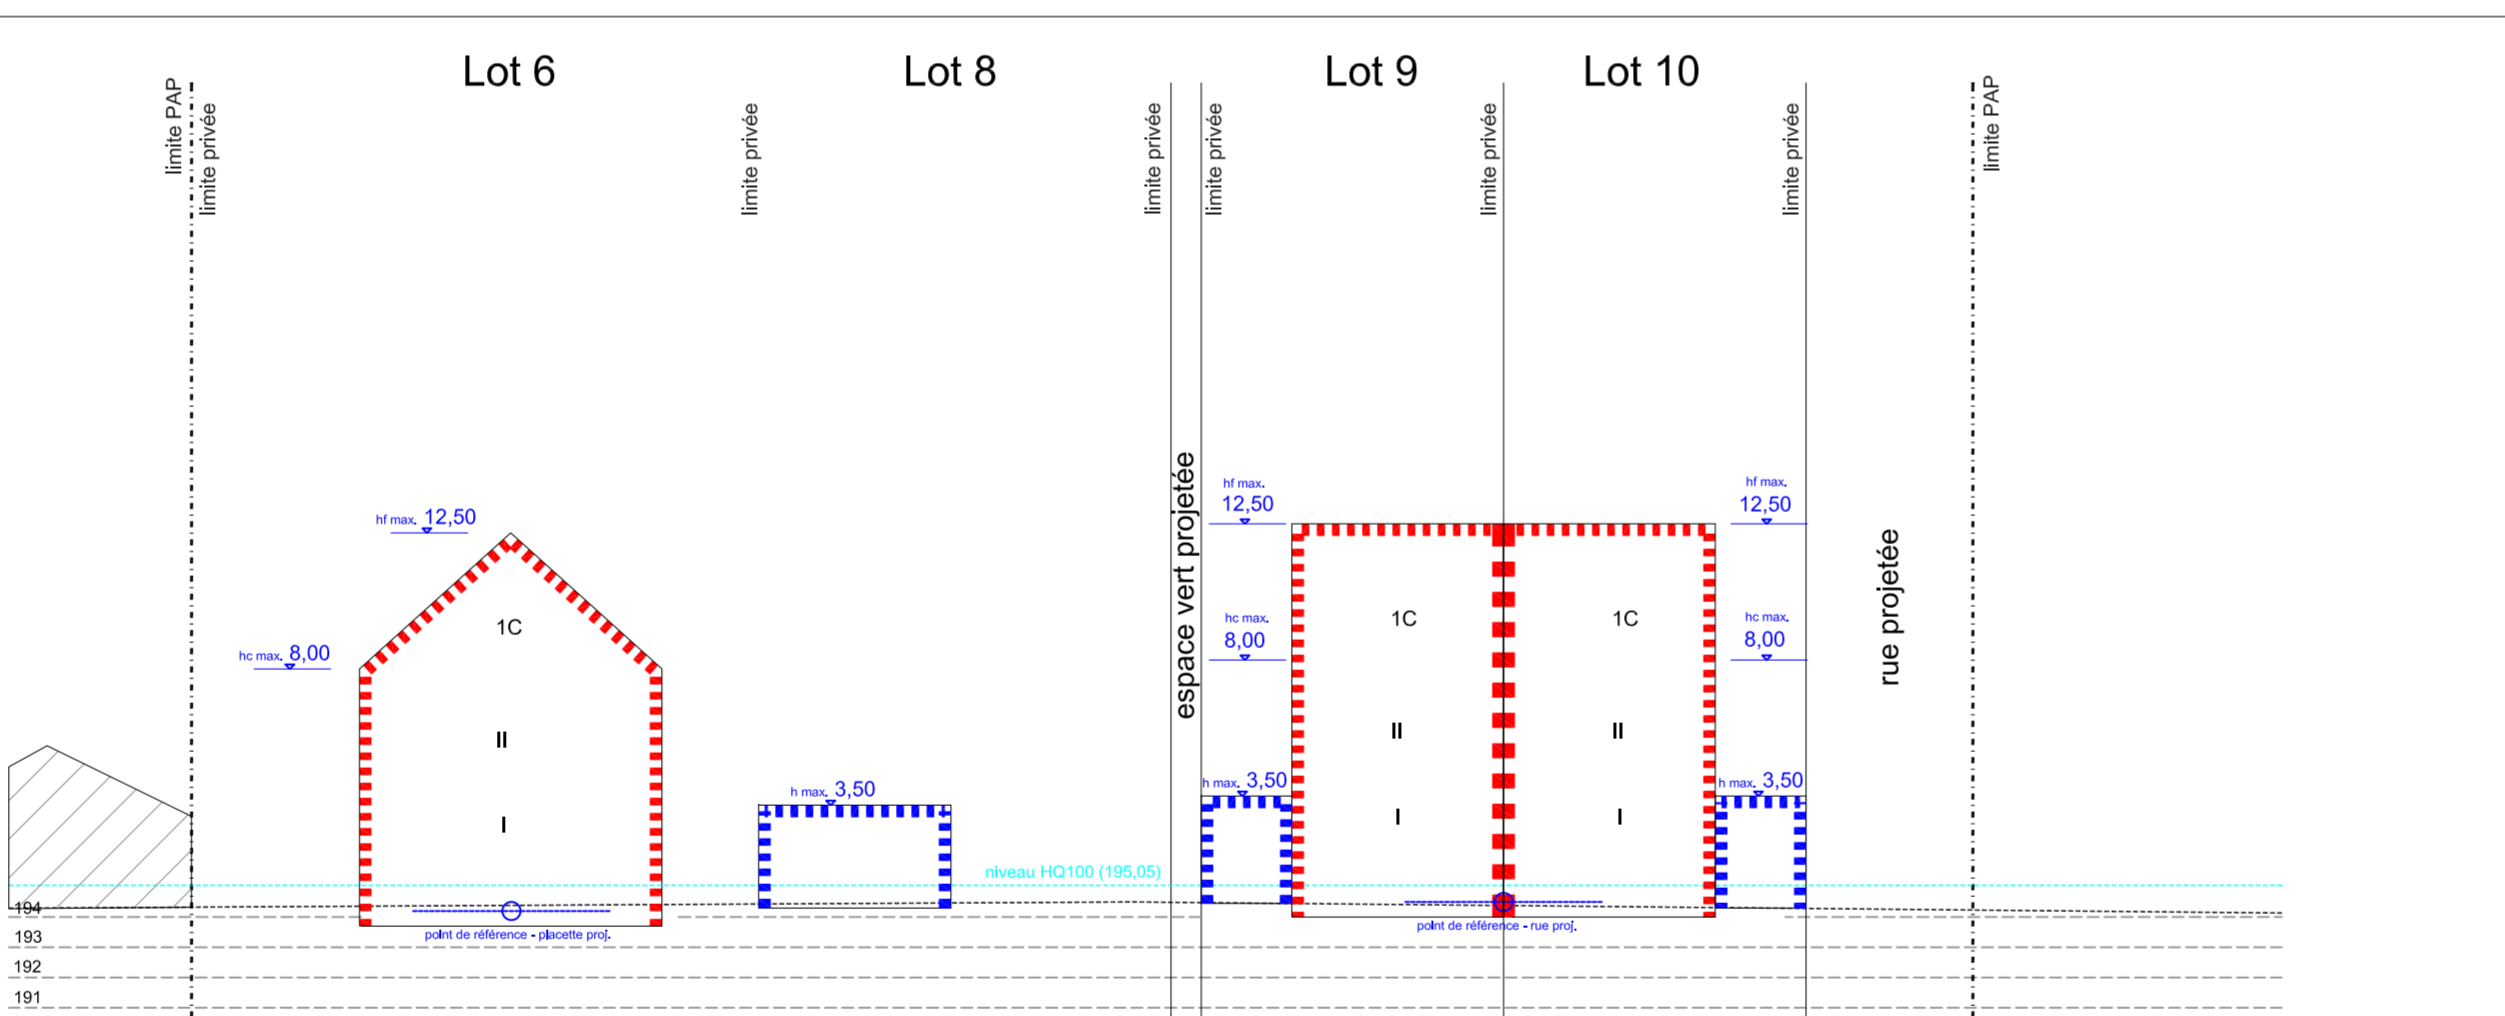 Lot 6
Lot 8
Lot 9
Lot 10
limite PAP
limite privée
limite privée
limite privée
limite privée
limite privée
limite privée
limite PAP
hf max. 12,50
hc max. 8,00
1C
II
I
point de référence - placette proj.
h max. 3,50
niveau HQ100 (195,05)
espace vert projetée
hf max.
12,50
hc max.
8,00
h max. 3,50
1C
II
I
1C
II
I
point de référence - rue proj.
hf max.
12,50
hc max.
8,00
h max. 3,50
rue projetée
194
193
192
191